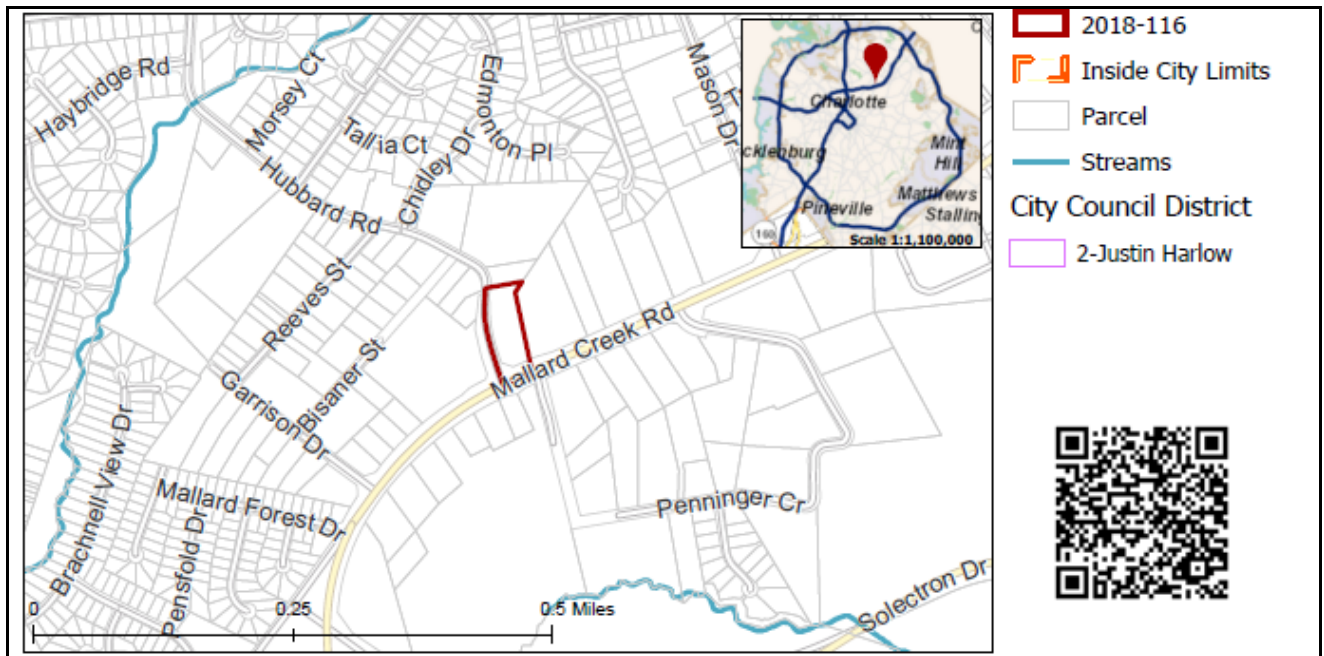 Haybridge Rd
Morsey Ct
Tallia Ct
Edmonton Pl
Chidley Dr
Hubbard Rd
Mason Dr
Reeves St
Bisaner St
Garrison Dr
Mallard Creek Rd
Brachnell View Dr
Mallard Forest Dr
Pensfold Dr
Penninger Cr
Solectron Dr
0
0.25
0.5 Miles
Charlotte
cklenburg
Mint
Hill
Matthews
Stallin
Pineville
160
Scale 1:1,100,000
2018-116
Inside City Limits
Parcel
Streams
City Council District
2-Justin Harlow